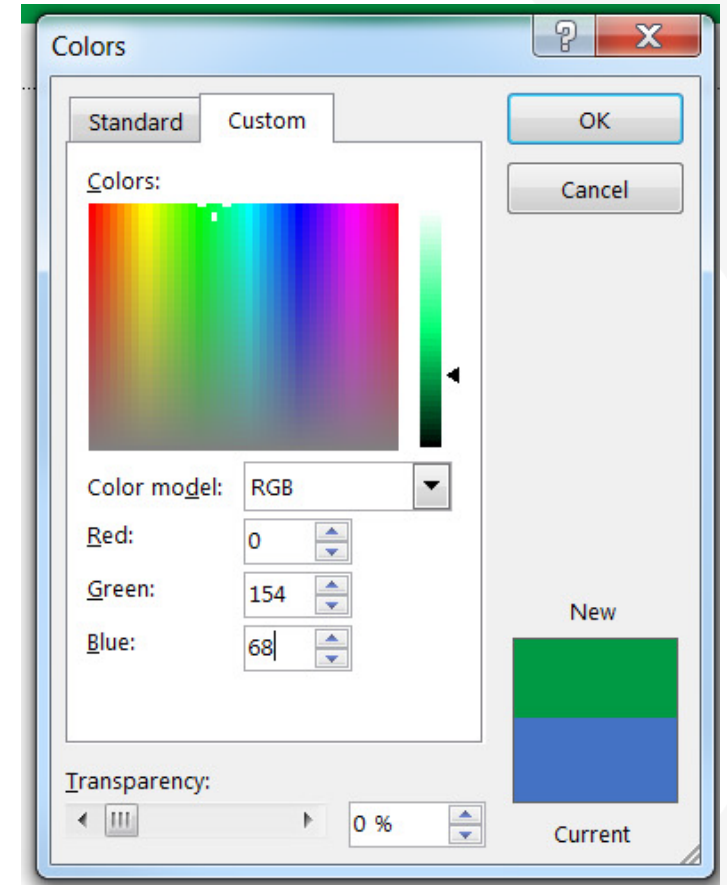 Colors
Standard Custom OK
Colors: Cancel
Color model: RGB
Red: 0
Green: 154
Blue: 68
New
Transparency:
0 %
Current